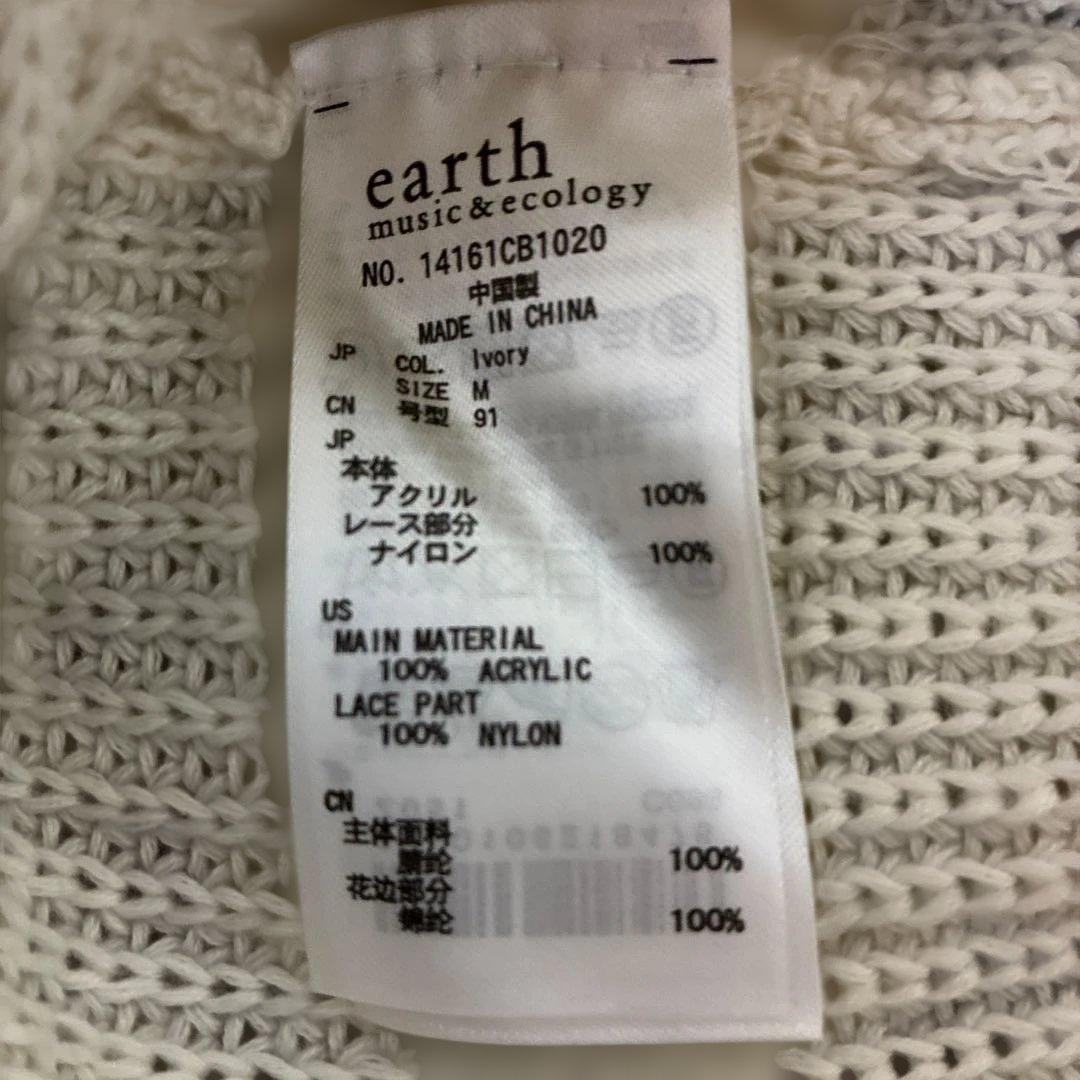 earth
music&ecology
NO. 14161CB1020
中国製
MADE IN CHINA
JP COL. Ivory
SIZE M
CN 号型 91
JP
本体
アクリル 100%
レース部分
ナイロン 100%
US
MAIN MATERIAL
100% ACRYLIC
LACE PART
100% NYLON
CN
主体面料
腈纶 100%
花边部分
锦纶 100%